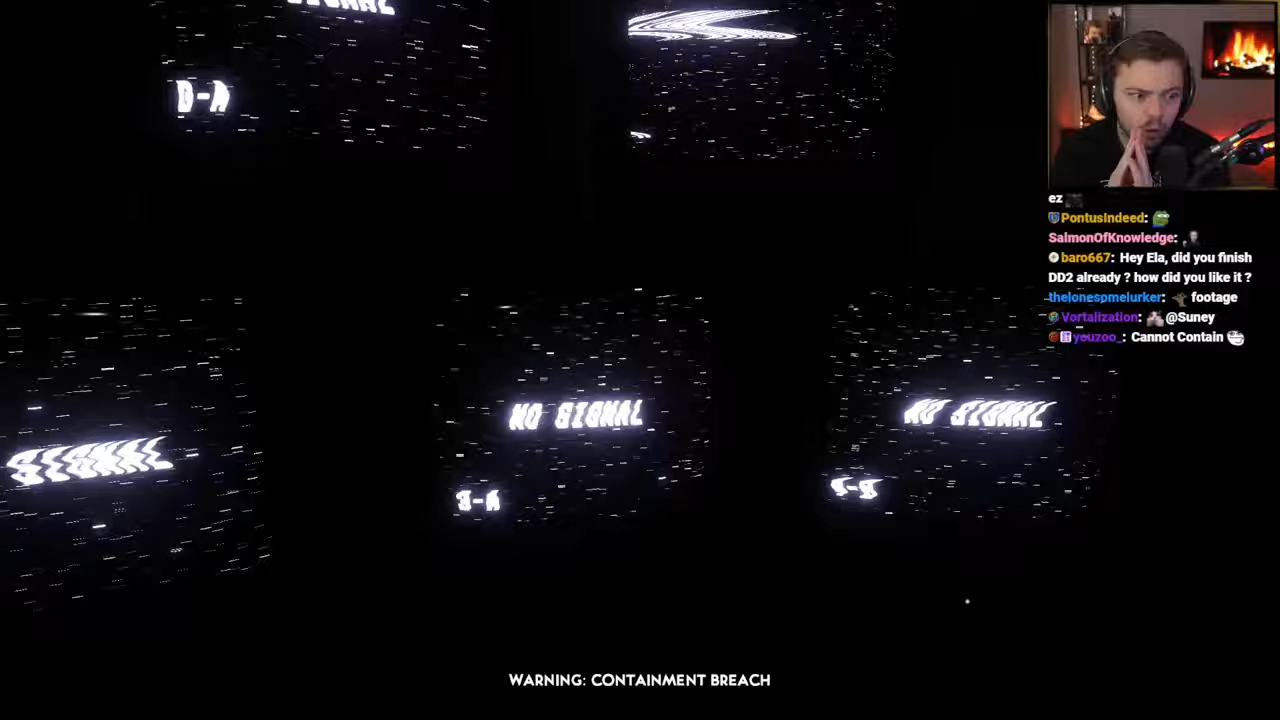 D-A
SIGNAL
NO SIGNAL
NO SIGNAL
WARNING: CONTAINMENT BREACH
ez
PontusIndeed:
SalmonOfKnowledge:
baro667: Hey Ela, did you finish
DD2 already ? how did you like it ?
thelonespmelurker: footage
Vortalization: @Suney
youzoo_: Cannot Contain